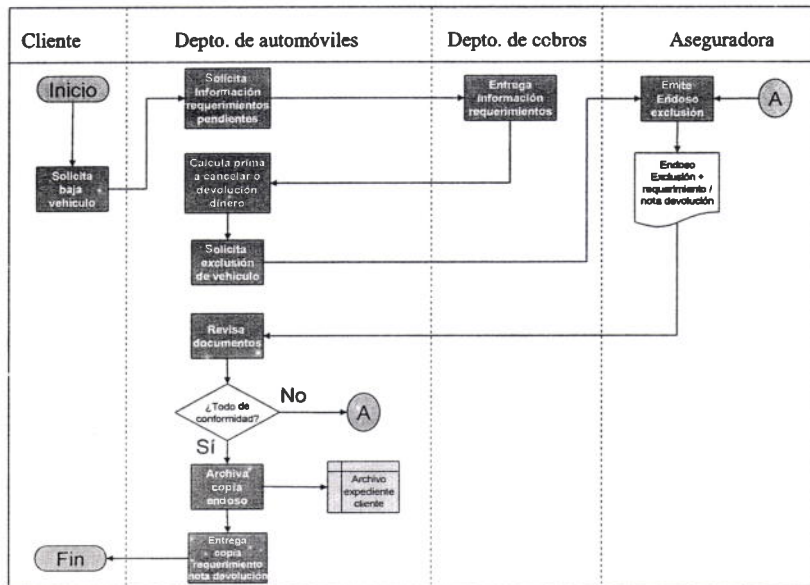 Cliente
Depto. de automóviles
Depto. de ccbros
Aseguradora
Inicio
Solicita
Información
requerimientos
pendientes
Entrega
Información
requerimientos
Emite
Endoso
exclusión
A
Solicita
baja
vehículo
Calcula prima
a cancelar o
devolución
dinero
Endoso
Exclusión +
requerimiento /
nota devolución
Solicita
exclusión
de vehículo
Revisa
documentos
¿Todo de
conformidad?
No
A
Sí
Archiva
copia
endoso
Archivo
expediente
cliente
Entrega
copia
requerimiento
nota devolución
Fin